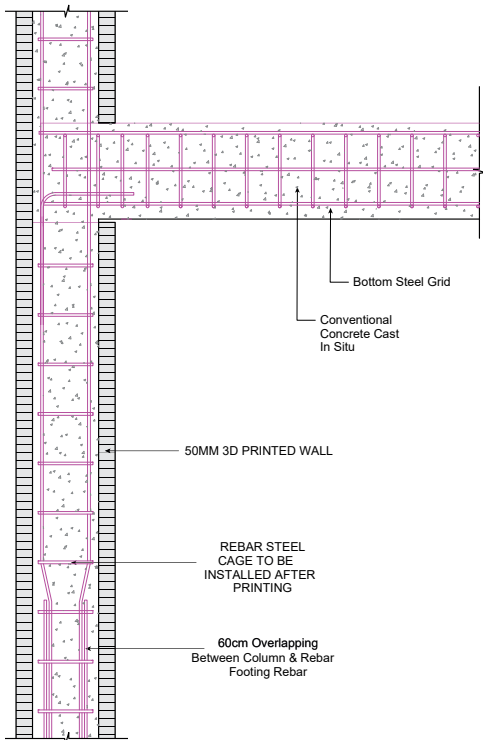 Bottom Steel Grid
Conventional
Concrete Cast
In Situ
50MM 3D PRINTED WALL
REBAR STEEL
CAGE TO BE
INSTALLED AFTER
PRINTING
60cm Overlapping
Between Column & Rebar
Footing Rebar